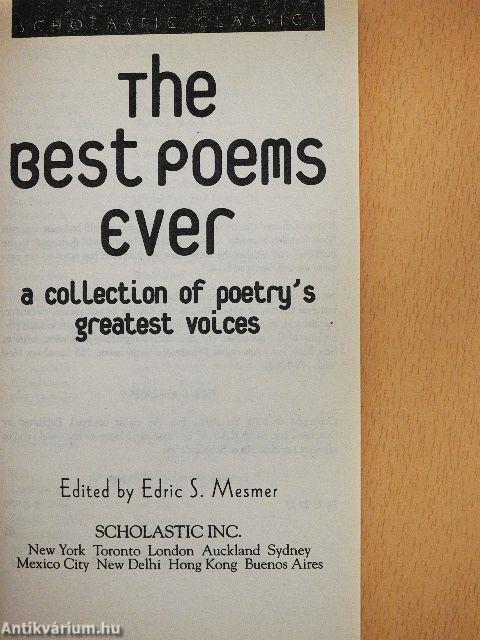 SCHOLASTIC CLASSICS
The
Best Poems
Ever
a collection of poetry's
greatest voices
Edited by Edric S. Mesmer
SCHOLASTIC INC.
New York Toronto London Auckland Sydney
Mexico City New Delhi Hong Kong Buenos Aires
Antikvárium.hu